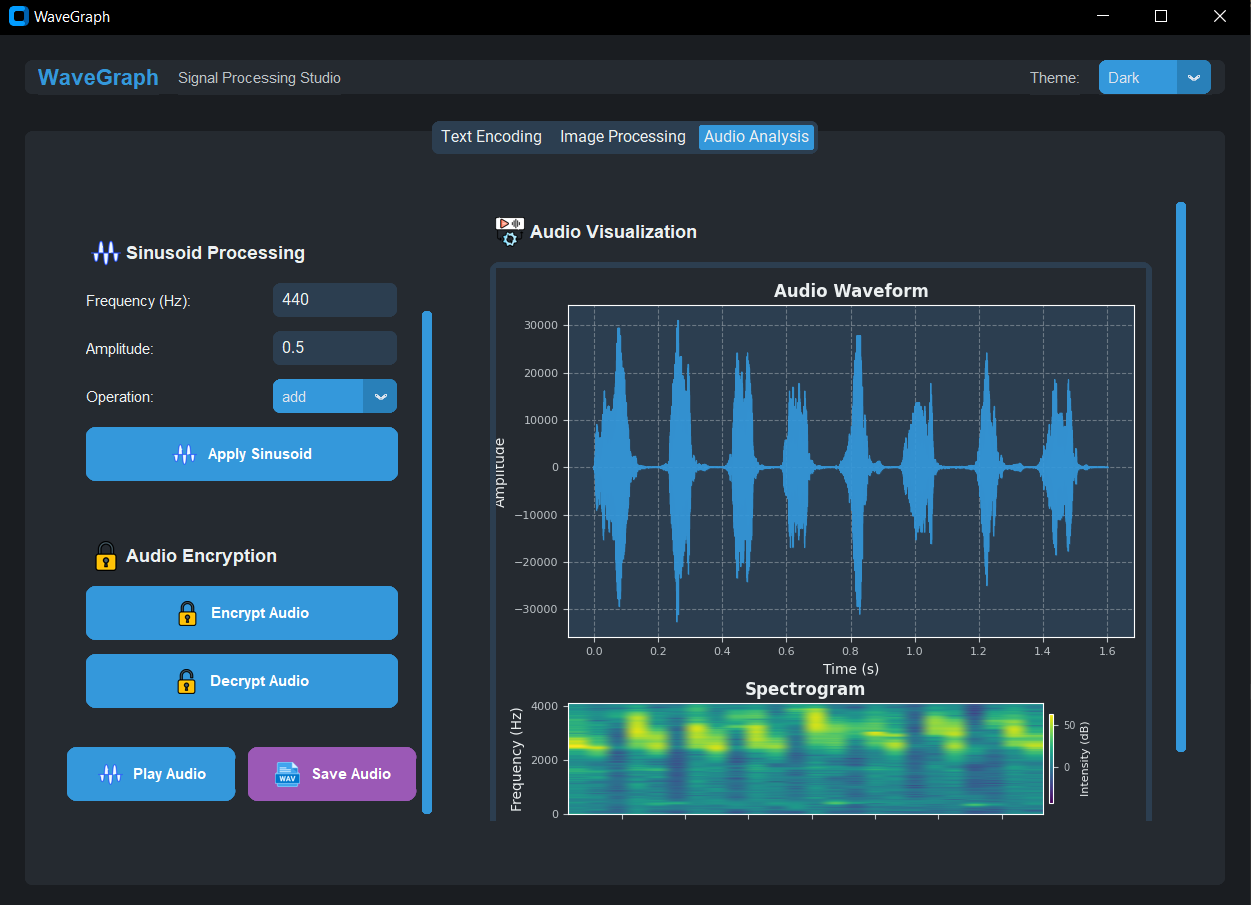 WaveGraph
WaveGraph Signal Processing Studio Theme: Dark
Text Encoding Image Processing Audio Analysis
Sinusoid Processing
Frequency (Hz): 440
Amplitude: 0.5
Operation: add
Apply Sinusoid
Audio Encryption
Encrypt Audio
Decrypt Audio
Play Audio
WAV Save Audio
Audio Visualization
Audio Waveform
Amplitude
30000
20000
10000
0
−10000
−20000
−30000
0.0 0.2 0.4 0.6 0.8 1.0 1.2 1.4 1.6
Time (s)
Spectrogram
Frequency (Hz)
4000
2000
0
50
0
Intensity (dB)